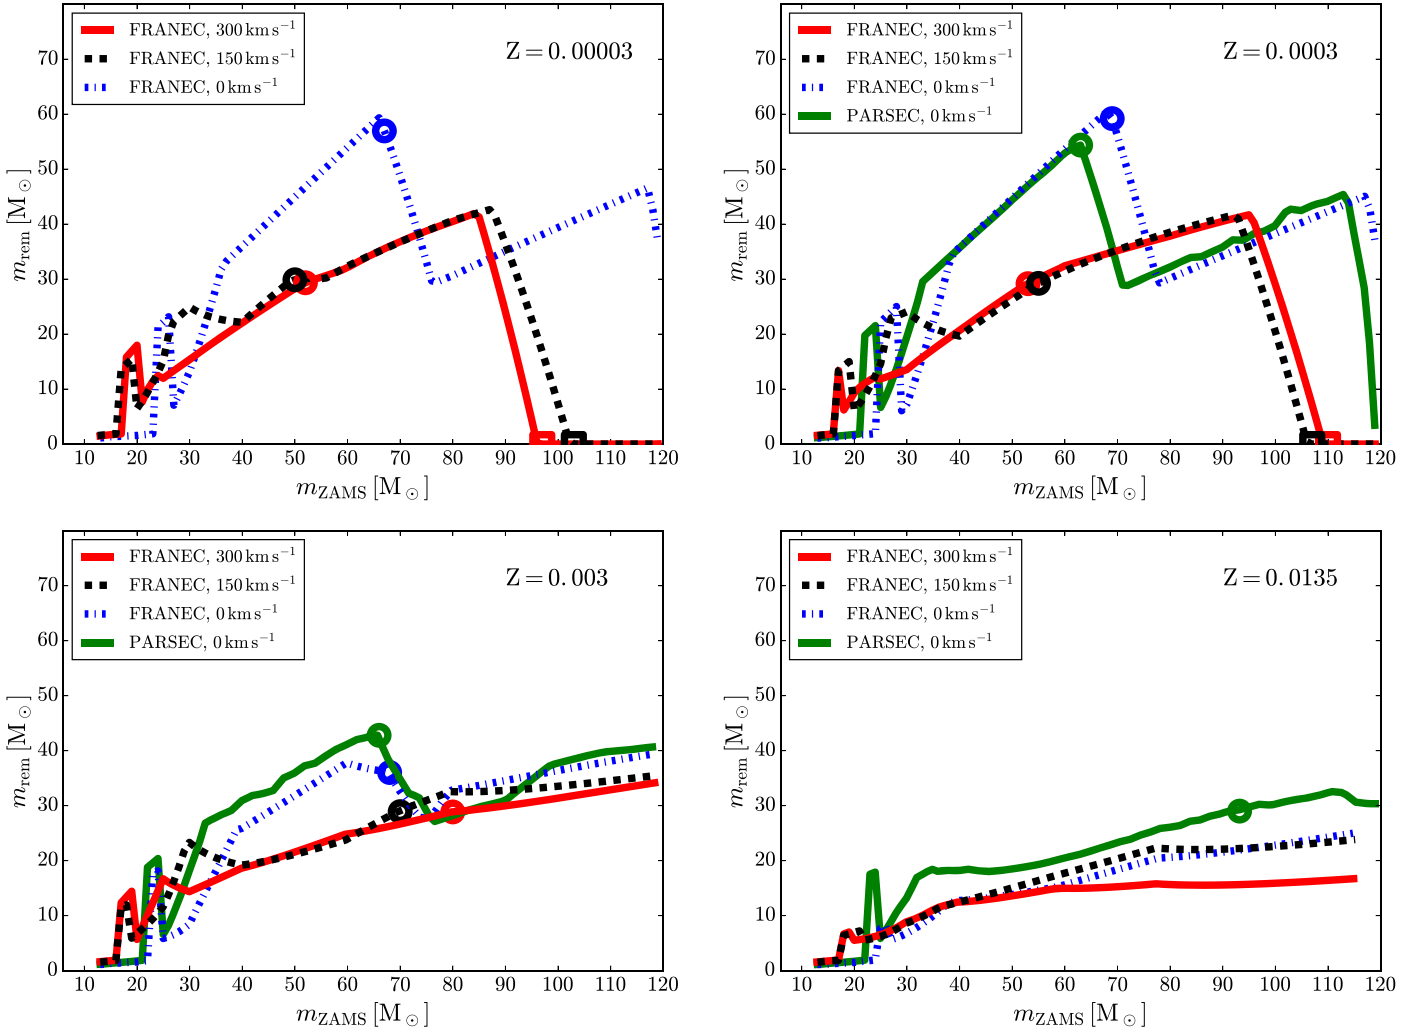 FRANEC, 300 km s⁻¹
FRANEC, 150 km s⁻¹
FRANEC, 0 km s⁻¹
Z = 0.00003
m_rem [M_⊙]
70
60
50
40
30
20
10
0
10 20 30 40 50 60 70 80 90 100 110 120
m_ZAMS [M_⊙]
FRANEC, 300 km s⁻¹
FRANEC, 150 km s⁻¹
FRANEC, 0 km s⁻¹
PARSEC, 0 km s⁻¹
Z = 0.0003
m_rem [M_⊙]
70
60
50
40
30
20
10
0
10 20 30 40 50 60 70 80 90 100 110 120
m_ZAMS [M_⊙]
FRANEC, 300 km s⁻¹
FRANEC, 150 km s⁻¹
FRANEC, 0 km s⁻¹
PARSEC, 0 km s⁻¹
Z = 0.003
m_rem [M_⊙]
70
60
50
40
30
20
10
0
10 20 30 40 50 60 70 80 90 100 110 120
m_ZAMS [M_⊙]
FRANEC, 300 km s⁻¹
FRANEC, 150 km s⁻¹
FRANEC, 0 km s⁻¹
PARSEC, 0 km s⁻¹
Z = 0.0135
m_rem [M_⊙]
70
60
50
40
30
20
10
0
10 20 30 40 50 60 70 80 90 100 110 120
m_ZAMS [M_⊙]